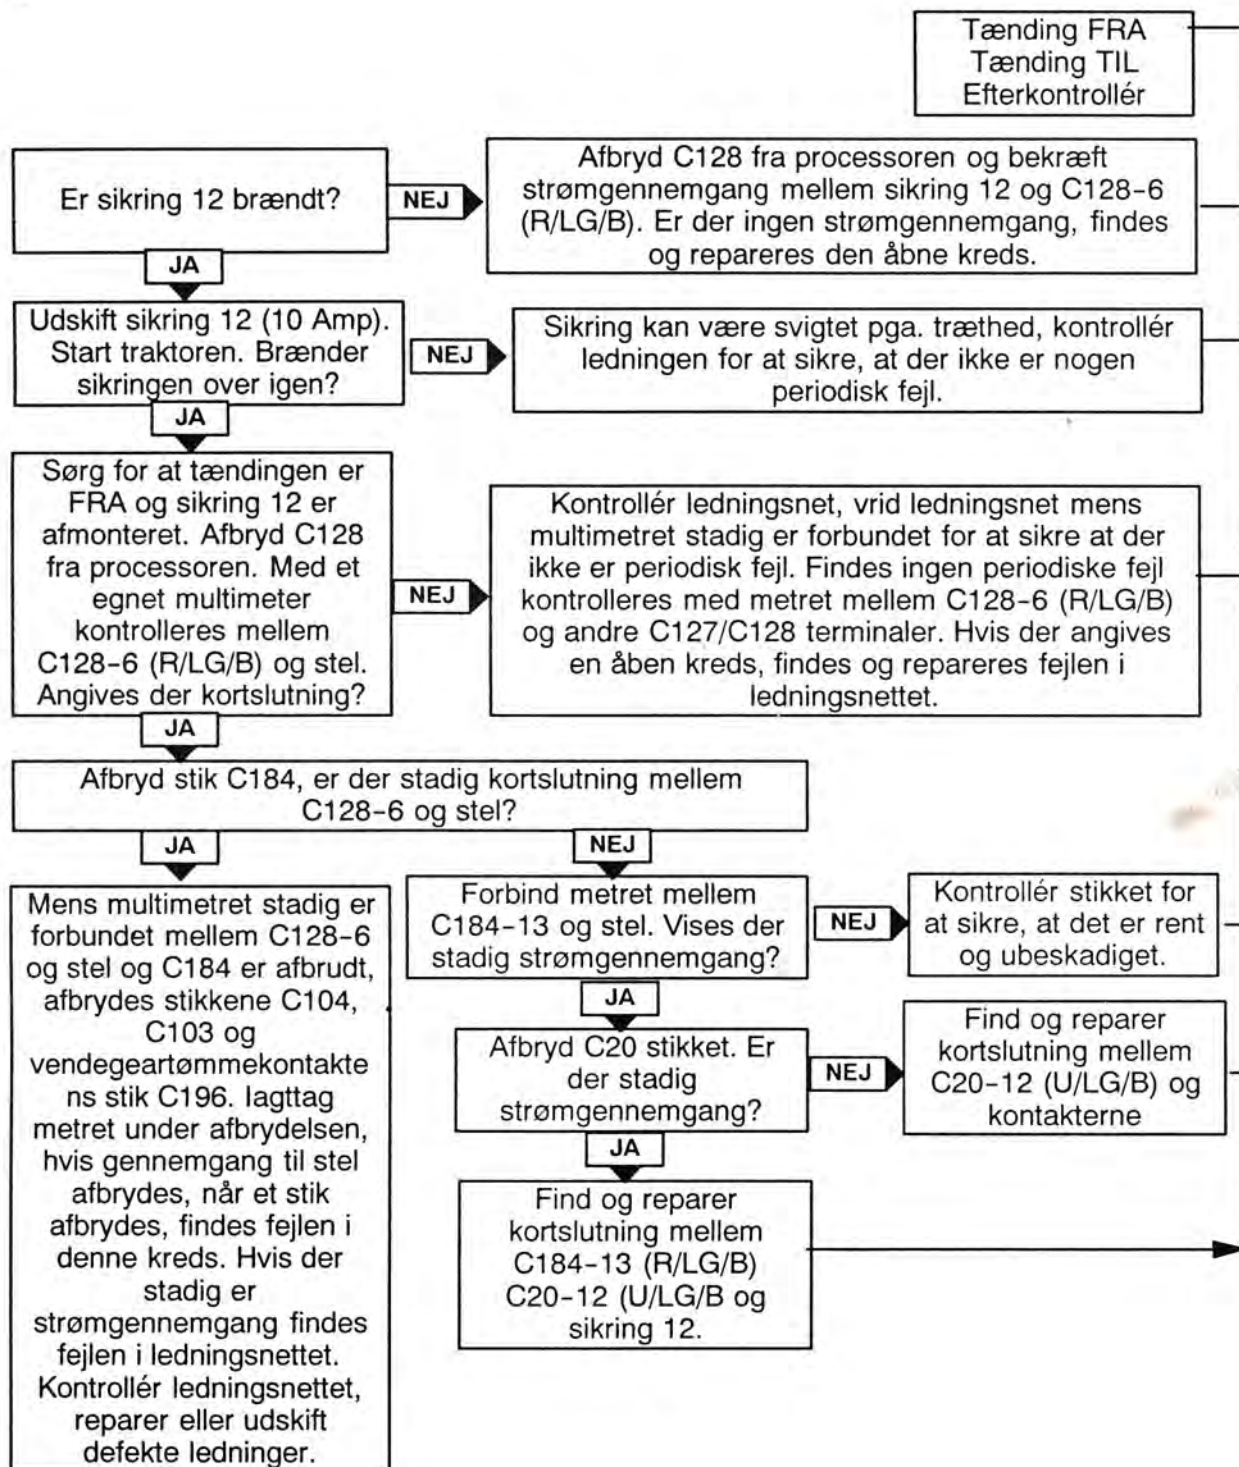 Tænding FRA
Tænding TIL
Efterkontrollér
Er sikring 12 brændt?
NEJ
Afbryd C128 fra processoren og bekræft
strømgennemgang mellem sikring 12 og C128-6
(R/LG/B). Er der ingen strømgennemgang, findes
og repareres den åbne kreds.
JA
Udskift sikring 12 (10 Amp).
Start traktoren. Brænder
sikringen over igen?
NEJ
Sikring kan være svigtet pga. træthed, kontrollér
ledningen for at sikre, at der ikke er nogen
periodisk fejl.
JA
Sørg for at tændingen er
FRA og sikring 12 er
afmonteret. Afbryd C128
fra processoren. Med et
egnet multimeter
kontrolleres mellem
C128-6 (R/LG/B) og stel.
Angives der kortslutning?
NEJ
Kontrollér ledningsnet, vrid ledningsnet mens
multimetret stadig er forbundet for at sikre at der
ikke er periodisk fejl. Findes ingen periodiske fejl
kontrolleres med metret mellem C128-6 (R/LG/B)
og andre C127/C128 terminaler. Hvis der angives
en åben kreds, findes og repareres fejlen i
ledningsnettet.
JA
Afbryd stik C184, er der stadig kortslutning mellem
C128-6 og stel?
JA
NEJ
Mens multimetret stadig er
forbundet mellem C128-6
og stel og C184 er afbrudt,
afbrydes stikkene C104,
C103 og
vendegeartømmekontakte
ns stik C196. Iagttag
metret under afbrydelsen,
hvis gennemgang til stel
afbrydes, når et stik
afbrydes, findes fejlen i
denne kreds. Hvis der
stadig er
strømgennemgang findes
fejlen i ledningsnettet.
Kontrollér ledningsnettet,
reparer eller udskift
defekte ledninger.
Forbind metret mellem
C184-13 og stel. Vises der
stadig strømgennemgang?
NEJ
Kontrollér stikket for
at sikre, at det er rent
og ubeskadiget.
JA
Afbryd C20 stikket. Er
der stadig
strømgennemgang?
NEJ
Find og reparer
kortslutning mellem
C20-12 (U/LG/B) og
kontakterne
JA
Find og reparer
kortslutning mellem
C184-13 (R/LG/B)
C20-12 (U/LG/B og
sikring 12.